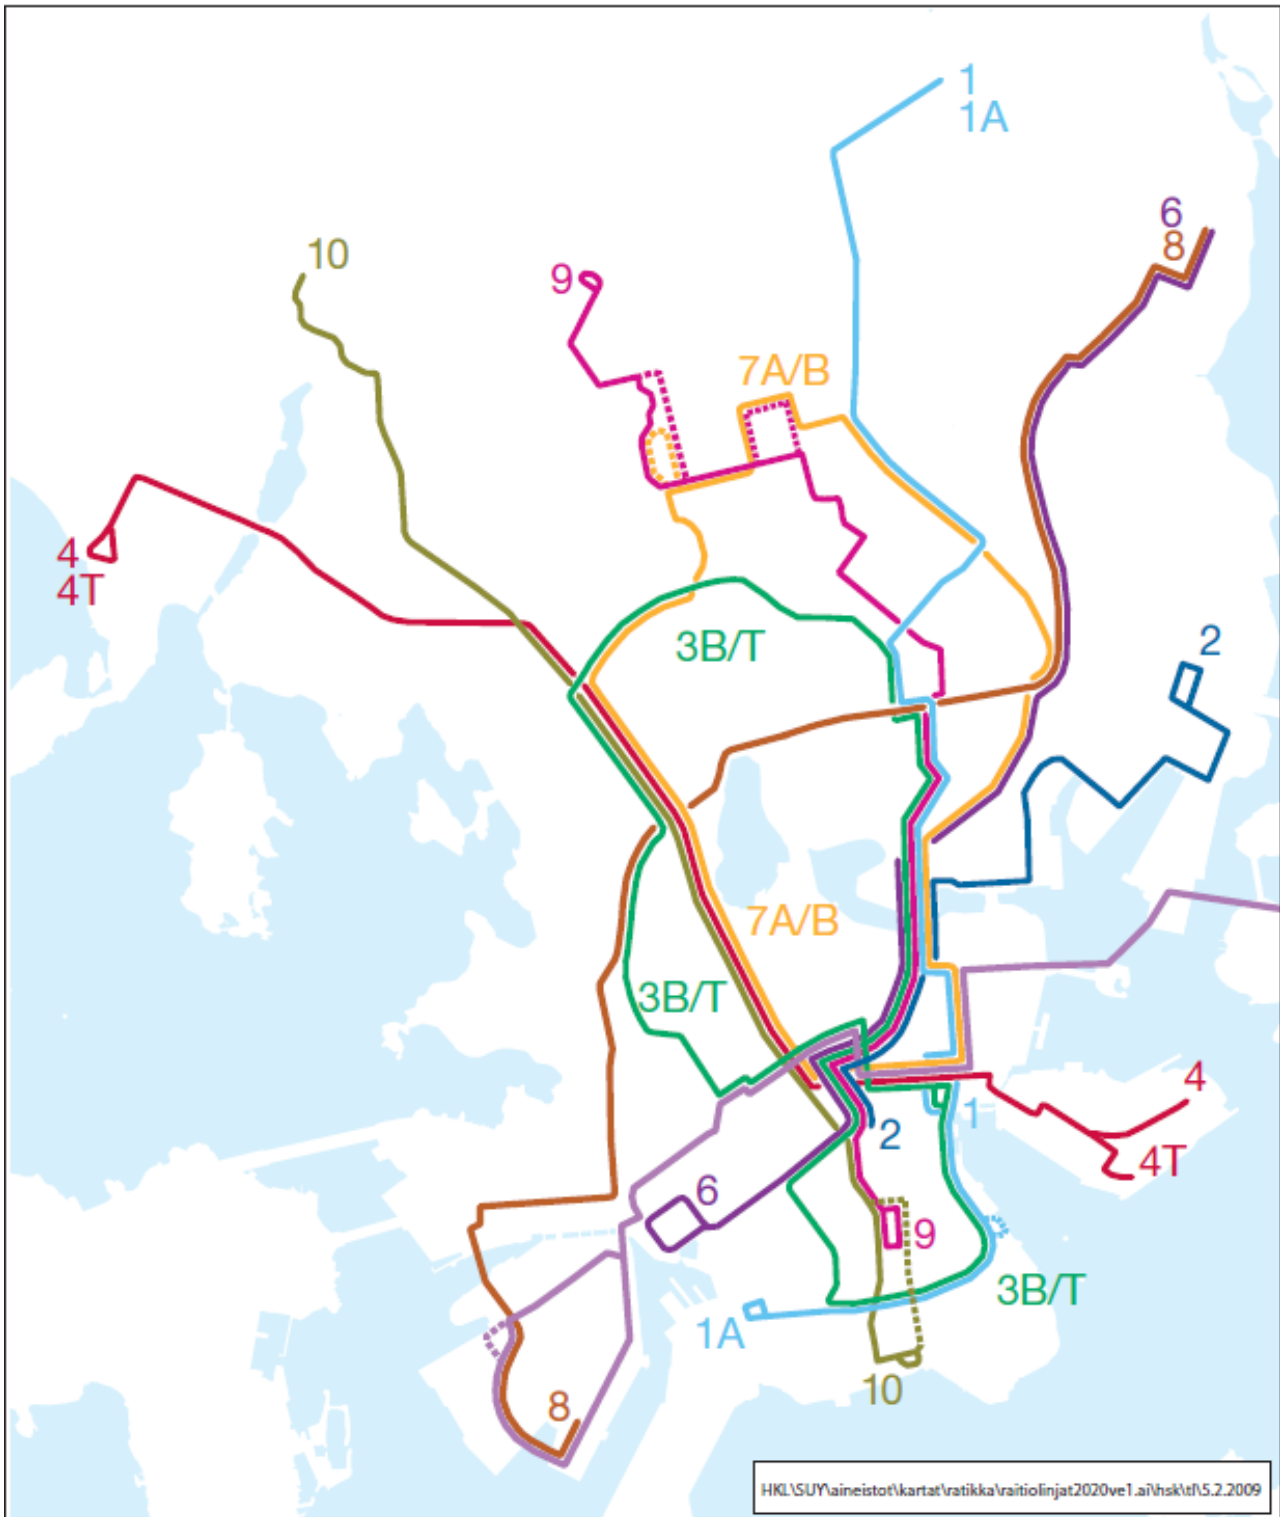 1
1A
6
8
10
9
7A/B
4
4T
3B/T
2
7A/B
3B/T
4
1
2
4T
6
9
3B/T
1A
10
8
HKL\SUY\aineistot\kartat\ratikka\raitiolinjat2020ve1.ai\hsk\tl\5.2.2009